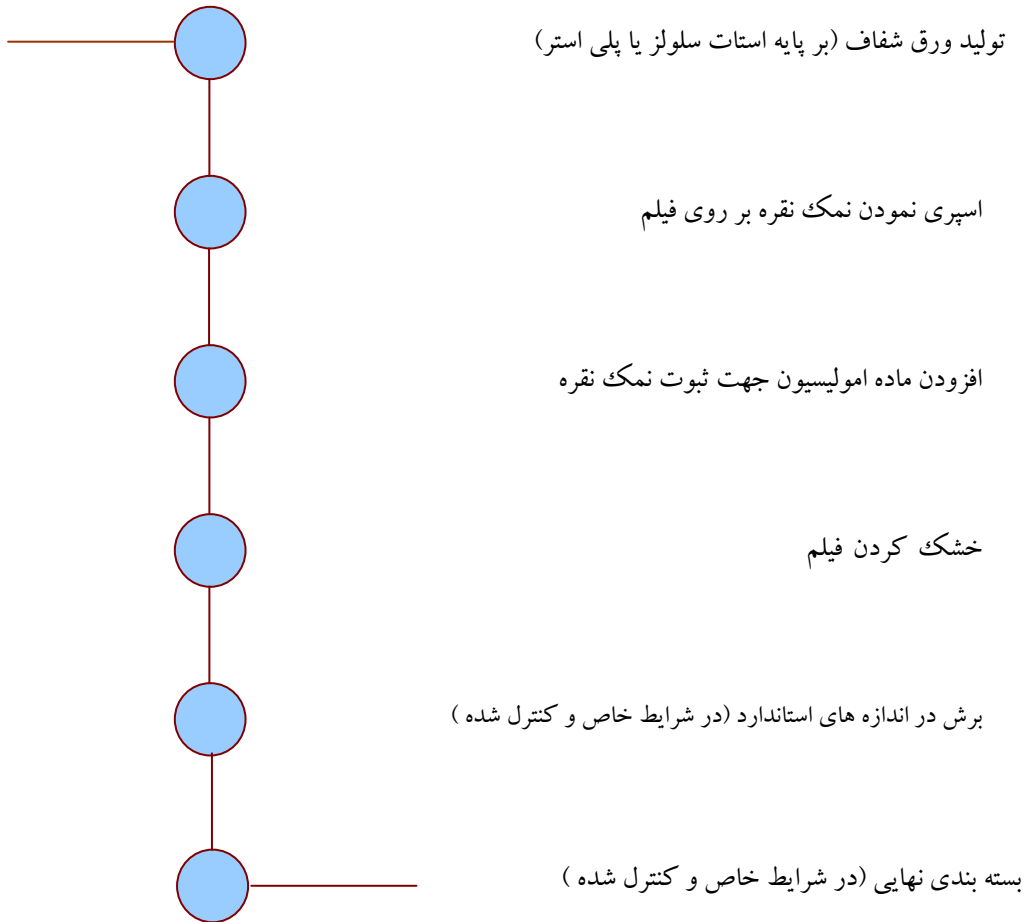 تولید ورق شفاف (بر پایه استات سلولز یا پلی استر)
اسپری نمودن نمک نقره بر روی فیلم
افزودن ماده امولیسیون جهت ثبوت نمک نقره
خشک کردن فیلم
برش در اندازه های استاندارد (در شرایط خاص و کنترل شده )
بسته بندی نهایی (در شرایط خاص و کنترل شده )